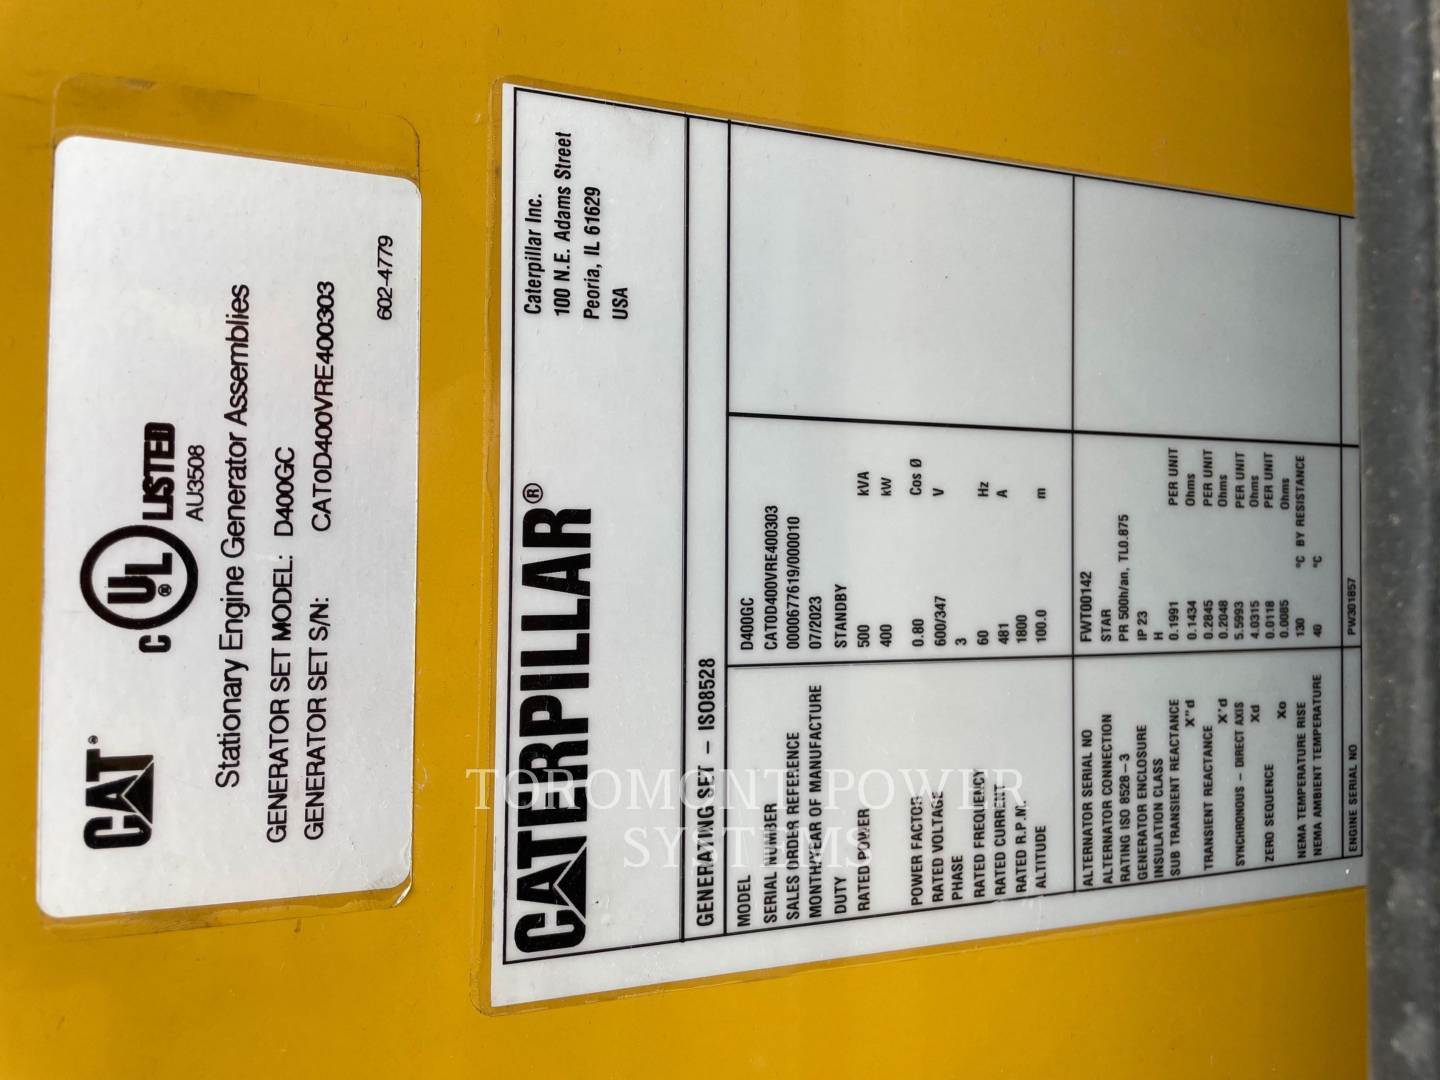 CAT®
C UL® LISTED
AU3508
Stationary Engine Generator Assemblies
GENERATOR SET MODEL: D400GC
GENERATOR SET S/N: CAT0D400VRE400303
602-4779
CATERPILLAR®
Caterpillar Inc.
100 N.E. Adams Street
Peoria, IL 61629
USA
GENERATING SET – ISO8528
MODEL D400GC
SERIAL NUMBER CAT0D400VRE400303
SALES ORDER REFERENCE 0000677619/000010
MONTH/YEAR OF MANUFACTURE 07/2023
DUTY STANDBY
RATED POWER 500 kVA
400 kW
POWER FACTOR 0.80 Cos Ø
RATED VOLTAGE 600/347 V
PHASE 3
RATED FREQUENCY 60 Hz
RATED CURRENT 481 A
RATED R.P.M. 1800
ALTITUDE 100.0 m
ALTERNATOR SERIAL NO FWT00142
ALTERNATOR CONNECTION STAR
RATING ISO 8528–3 PR 500h/an, TL0.875
GENERATOR ENCLOSURE IP 23
INSULATION CLASS H
SUB TRANSIENT REACTANCE 0.1991 PER UNIT
X"d 0.1434 Ohms
TRANSIENT REACTANCE 0.2845 PER UNIT
X'd 0.2048 Ohms
SYNCHRONOUS – DIRECT AXIS 5.5993 PER UNIT
Xd 4.0315 Ohms
ZERO SEQUENCE 0.0118 PER UNIT
Xo 0.0085 Ohms
NEMA TEMPERATURE RISE 130 °C BY RESISTANCE
NEMA AMBIENT TEMPERATURE 40 °C
ENGINE SERIAL NO PW301857
TOROMONT POWER
SYSTEMS